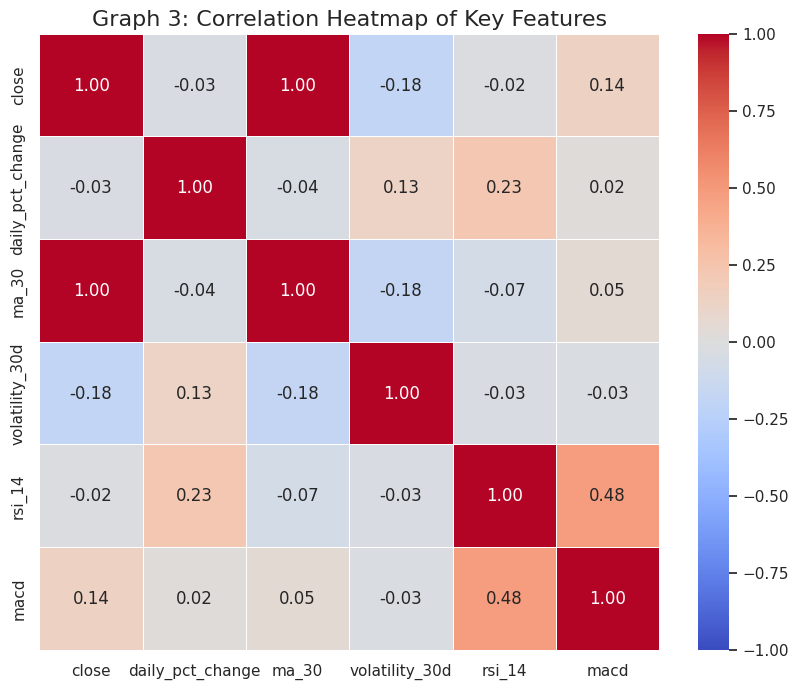 Graph 3: Correlation Heatmap of Key Features
close 1.00 -0.03 1.00 -0.18 -0.02 0.14
daily_pct_change -0.03 1.00 -0.04 0.13 0.23 0.02
ma_30 1.00 -0.04 1.00 -0.18 -0.07 0.05
volatility_30d -0.18 0.13 -0.18 1.00 -0.03 -0.03
rsi_14 -0.02 0.23 -0.07 -0.03 1.00 0.48
macd 0.14 0.02 0.05 -0.03 0.48 1.00
close daily_pct_change ma_30 volatility_30d rsi_14 macd
1.00
0.75
0.50
0.25
0.00
−0.25
−0.50
−0.75
−1.00